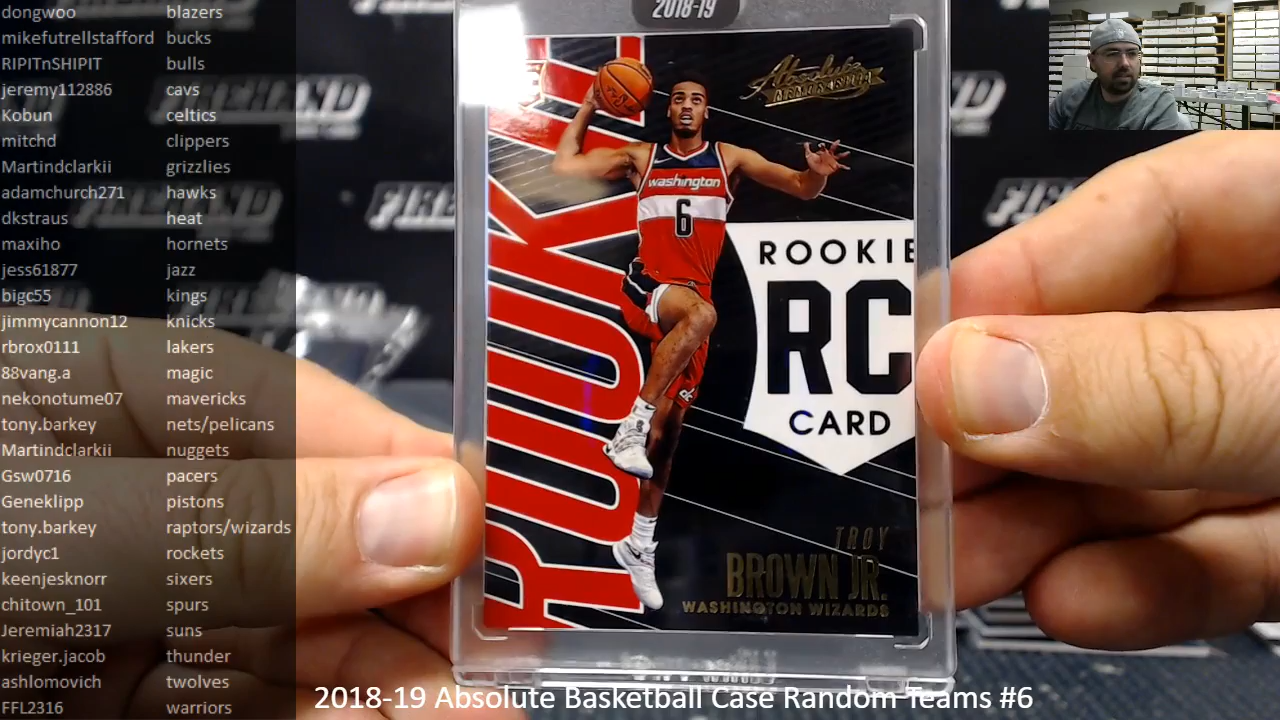 dongwoo blazers
mikefutrellstafford bucks
RIPITnSHIPIT bulls
jeremy112886 cavs
Kobun celtics
mitchd clippers
Martindclarkii grizzlies
adamchurch271 hawks
dkstraus heat
maxiho hornets
jess61877 jazz
bigc55 kings
jimmycannon12 knicks
rbrox0111 lakers
88vang.a magic
nekonotume07 mavericks
tony.barkey nets/pelicans
Martindclarkii nuggets
Gsw0716 pacers
Geneklipp pistons
tony.barkey raptors/wizards
jordyc1 rockets
keenjesknorr sixers
chitown_101 spurs
Jeremiah2317 suns
krieger.jacob thunder
ashlomovich twolves
FFL2316 warriors
2018-19
Absolute
MEMORABILIA
ROOKIE
washington
6
dc
ROOKIE
RC
CARD
TROY
BROWN JR.
WASHINGTON WIZARDS
FIREHAND
2018-19 Absolute Basketball Case Random Teams #6